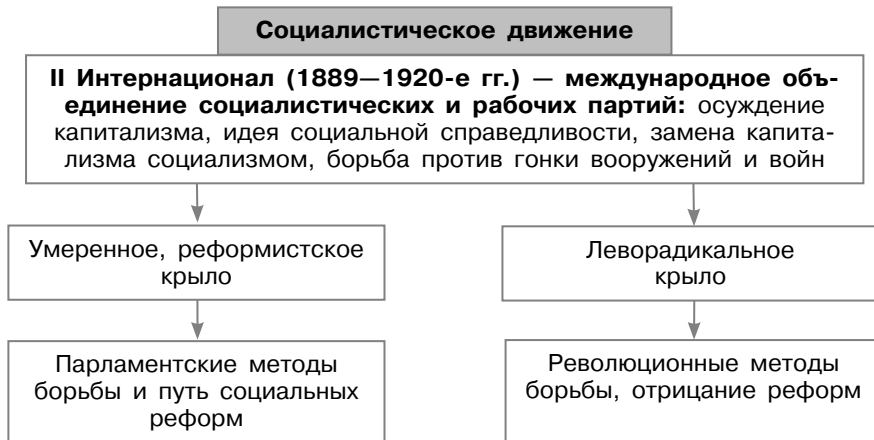 Социалистическое движение
II Интернационал (1889—1920-е гг.) — международное объ-
единение социалистических и рабочих партий: осуждение
капитализма, идея социальной справедливости, замена капита-
лизма социализмом, борьба против гонки вооружений и войн
Умеренное, реформистское
крыло
Леворадикальное
крыло
Парламентские методы
борьбы и путь социальных
реформ
Революционные методы
борьбы, отрицание реформ